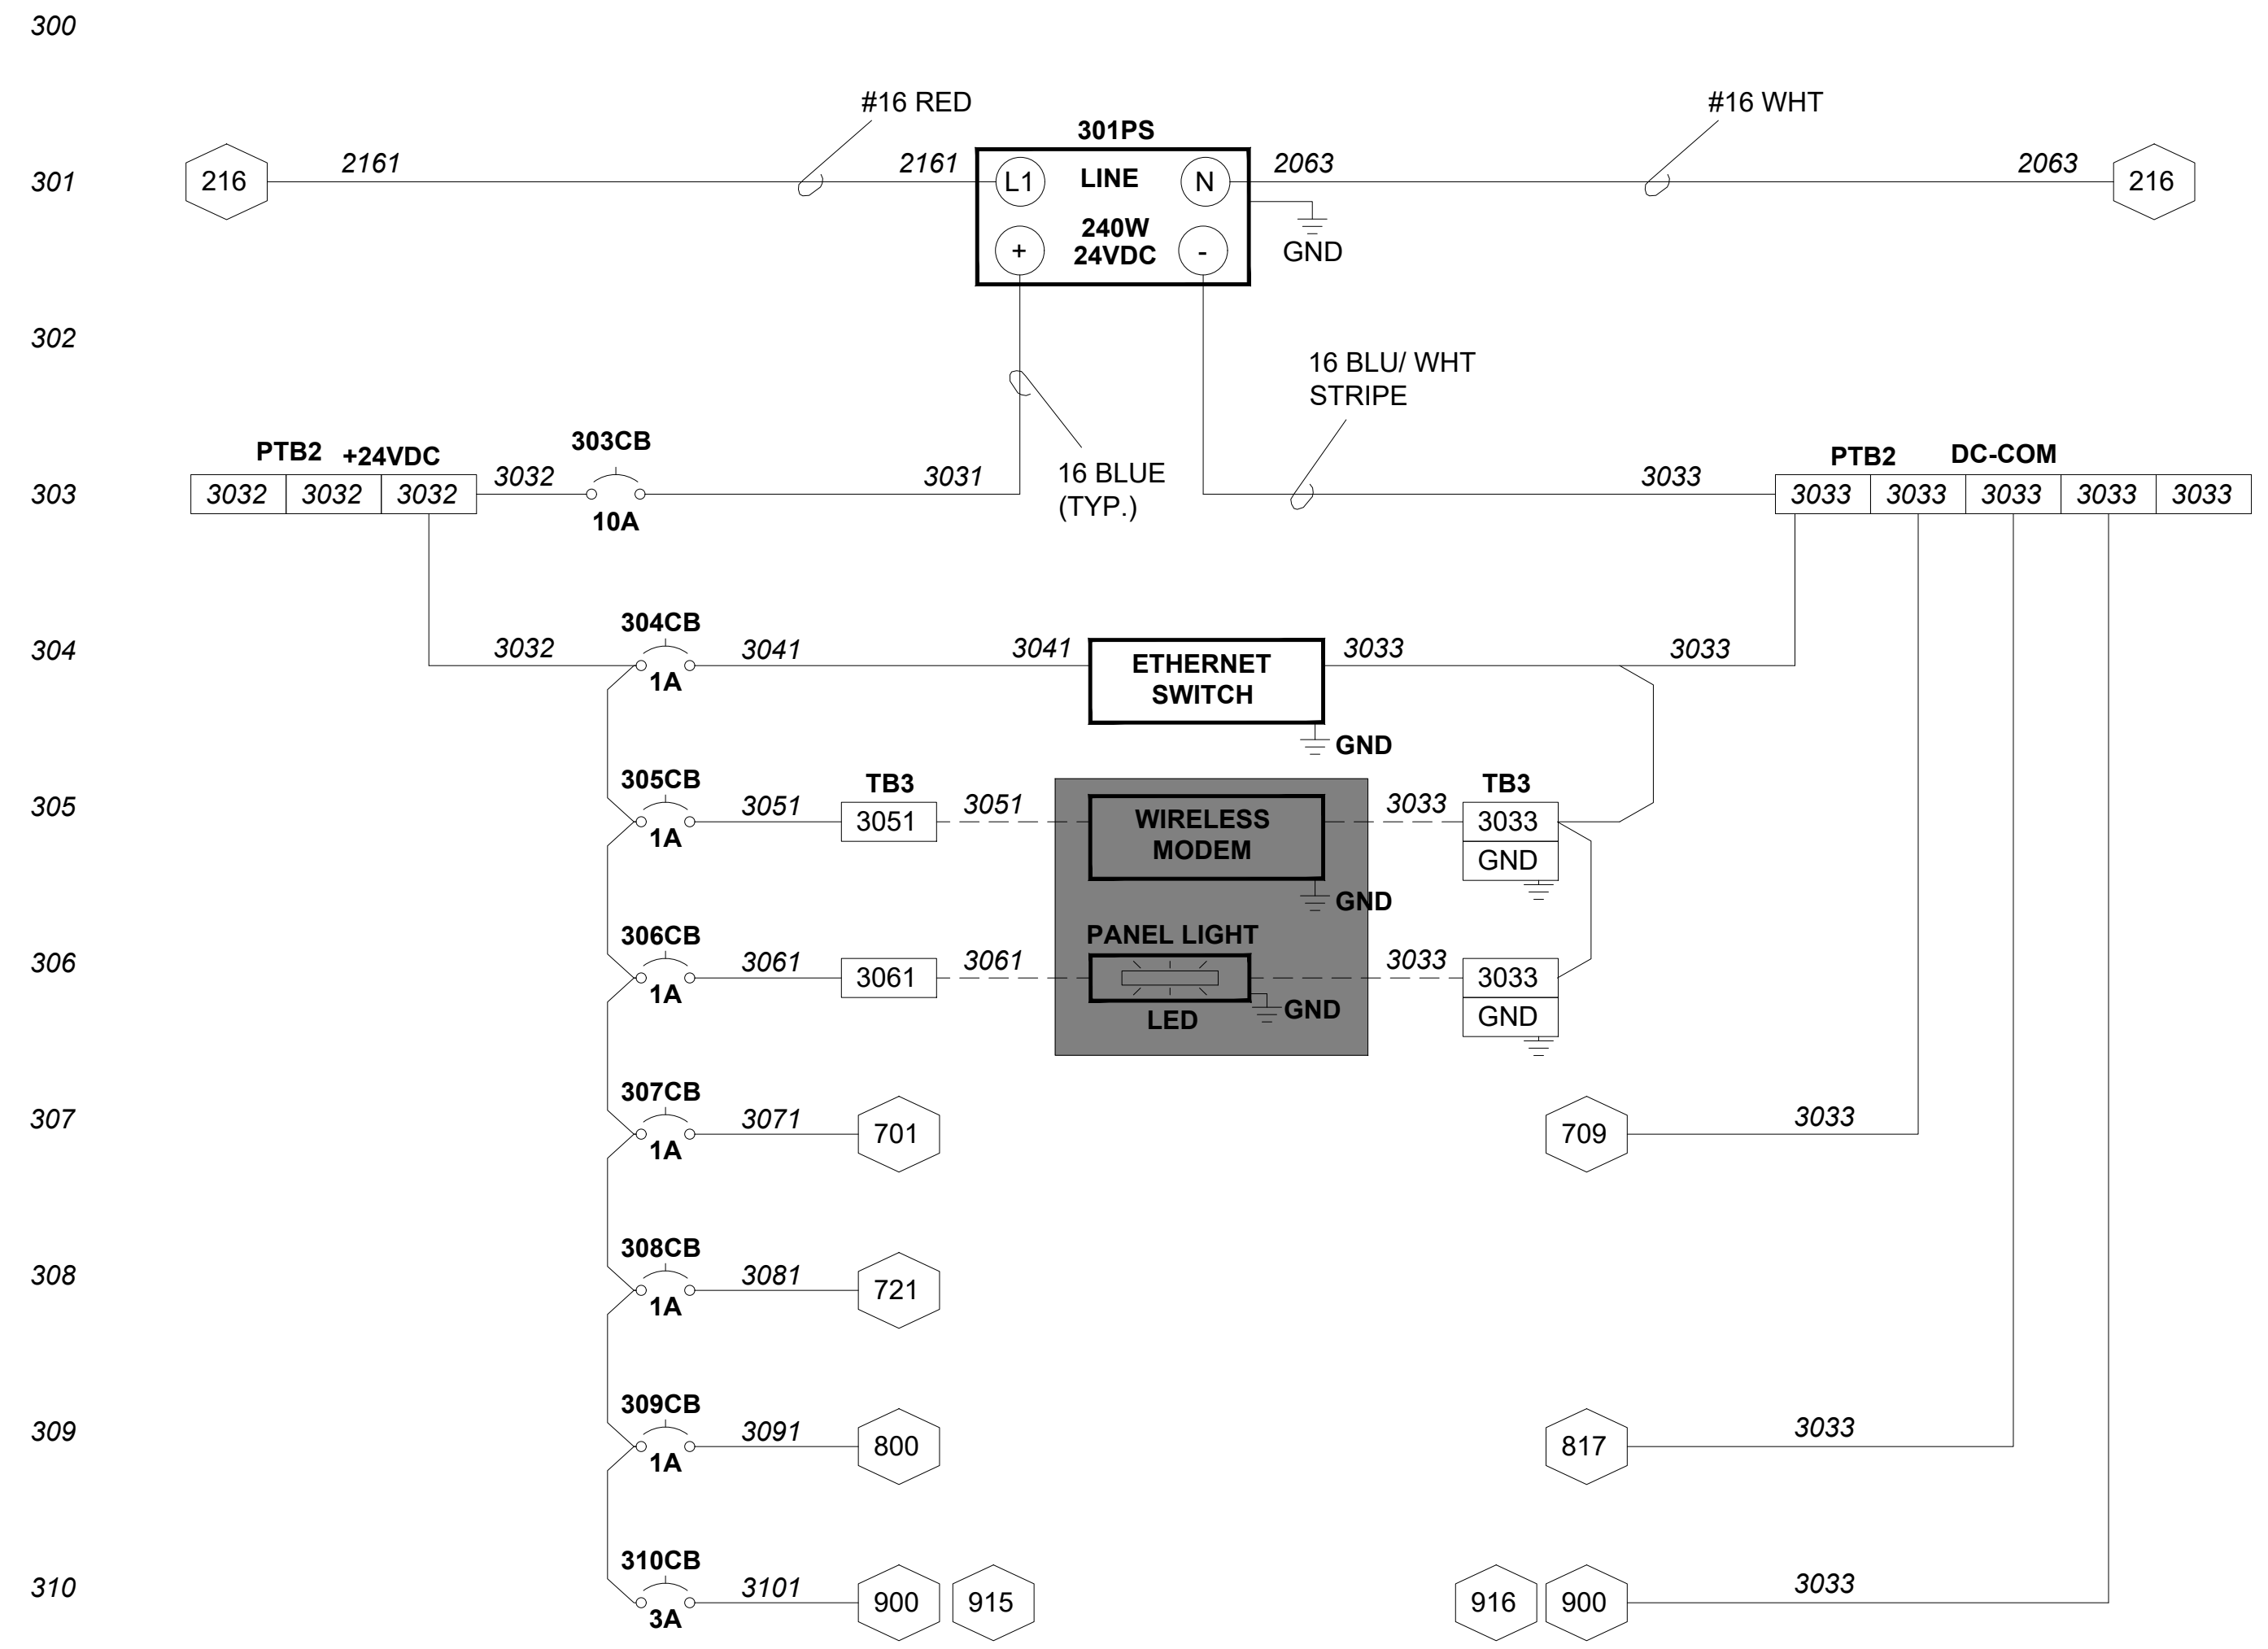 300
#16 RED
#16 WHT
301PS
301
216
2161
2161
L1
LINE
N
2063
2063
216
240W
24VDC
+
-
GND
302
16 BLU/ WHT
STRIPE
303
PTB2
+24VDC
3032
3032
3032
3032
303CB
10A
3031
16 BLUE
(TYP.)
3033
PTB2
DC-COM
3033
3033
3033
3033
3033
304
3032
304CB
1A
3041
3041
ETHERNET
SWITCH
3033
3033
GND
305
305CB
1A
3051
TB3
3051
3051
WIRELESS
MODEM
GND
3033
TB3
3033
GND
306
306CB
1A
3061
3061
3061
PANEL LIGHT
LED
GND
3033
3033
GND
307
307CB
1A
3071
701
709
3033
308
308CB
1A
3081
721
309
309CB
1A
3091
800
817
3033
310
310CB
3A
3101
900
915
916
900
3033